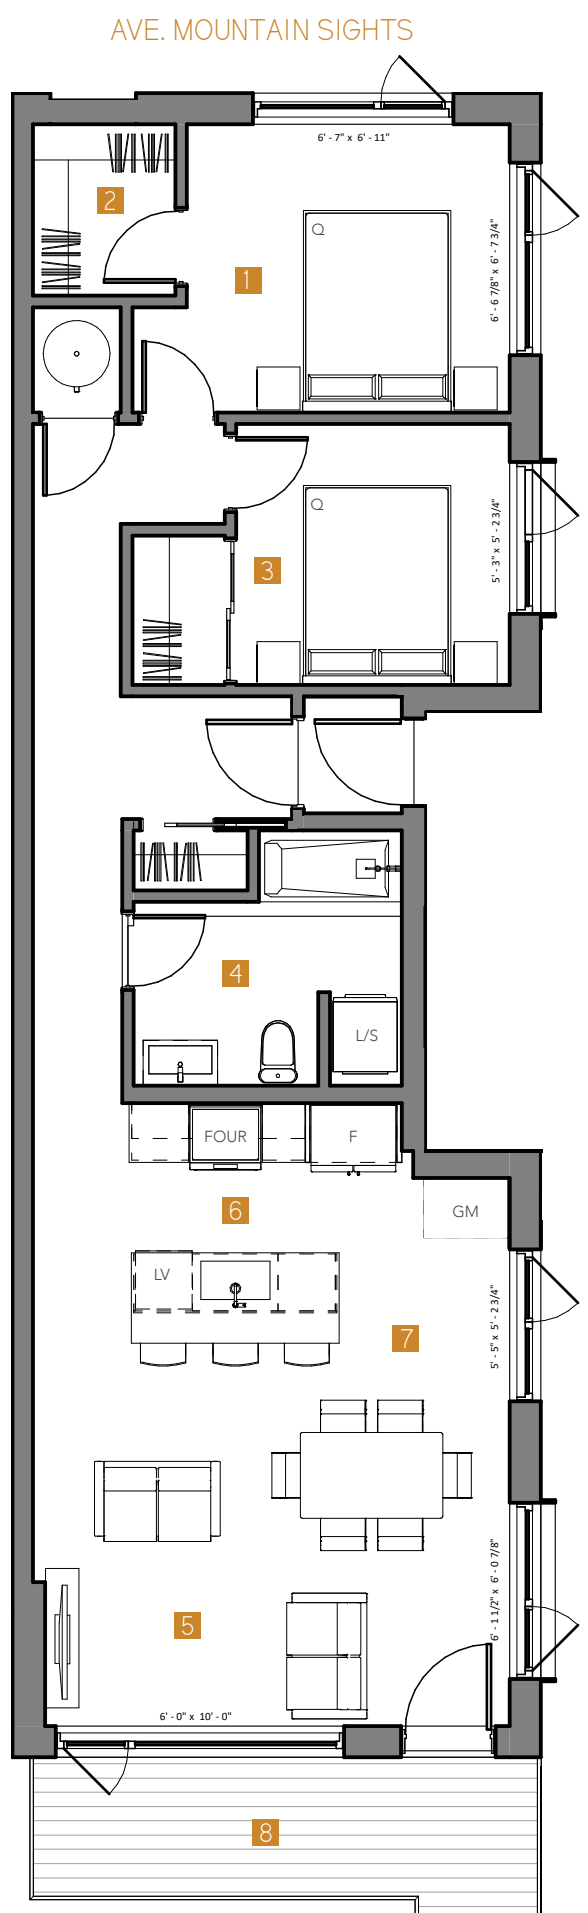 AVE. MOUNTAIN SIGHTS
6' - 7" x 6' - 11"
2
Q
1
6' - 6 7/8" x 6' - 7 3/4"
Q
3
5' - 3" x 5' - 2 3/4"
4
L/S
FOUR
F
6
GM
LV
7
5' - 5" x 5' - 2 3/4"
5
6' - 1 1/2" x 6' - 0 7/8"
6' - 0" x 10' - 0"
8